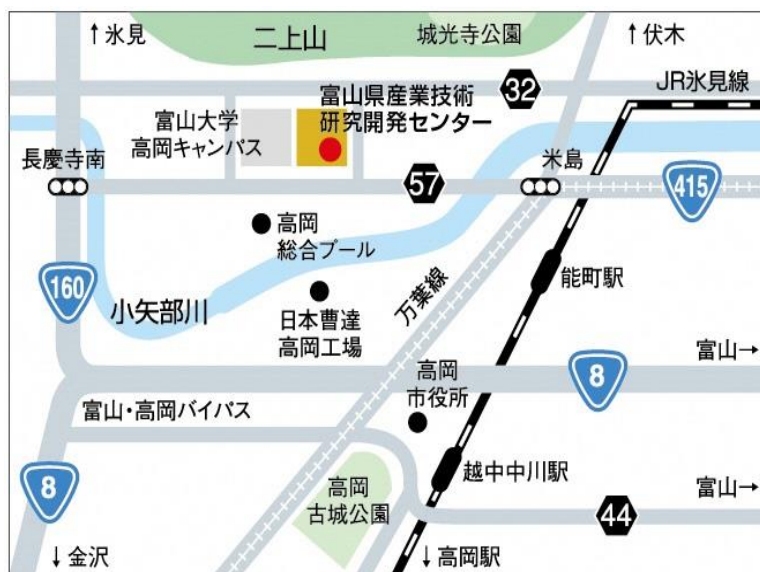 ↑氷見
二上山
城光寺公園
↑伏木
JR氷見線
32
富山県産業技術
研究開発センター
富山大学
高岡キャンパス
長慶寺南
米島
57
415
高岡
総合プール
160
小矢部川
日本曹達
高岡工場
万葉線
能町駅
富山→
8
高岡
市役所
富山・高岡バイパス
越中中川駅
8
高岡
古城公園
44
富山→
↓金沢
↓高岡駅